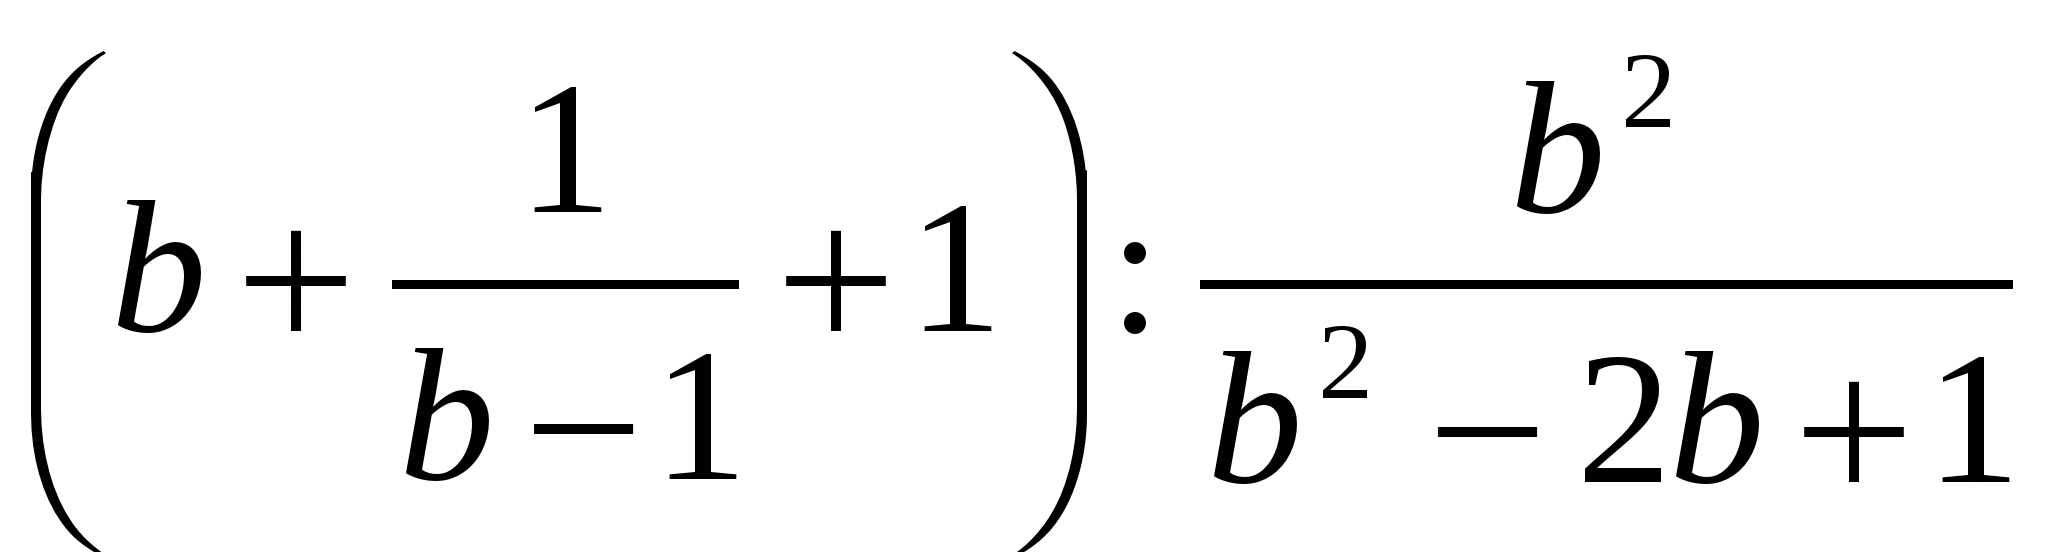 (b + 1/(b − 1) + 1) : b²/(b² − 2b + 1)